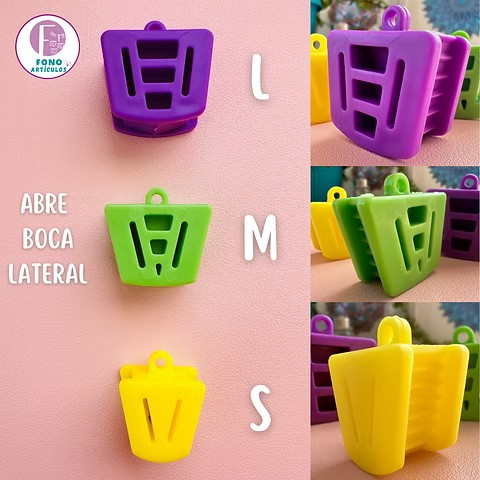 FONO
ARTÍCULOS
L
ABRE
BOCA
LATERAL
M
S